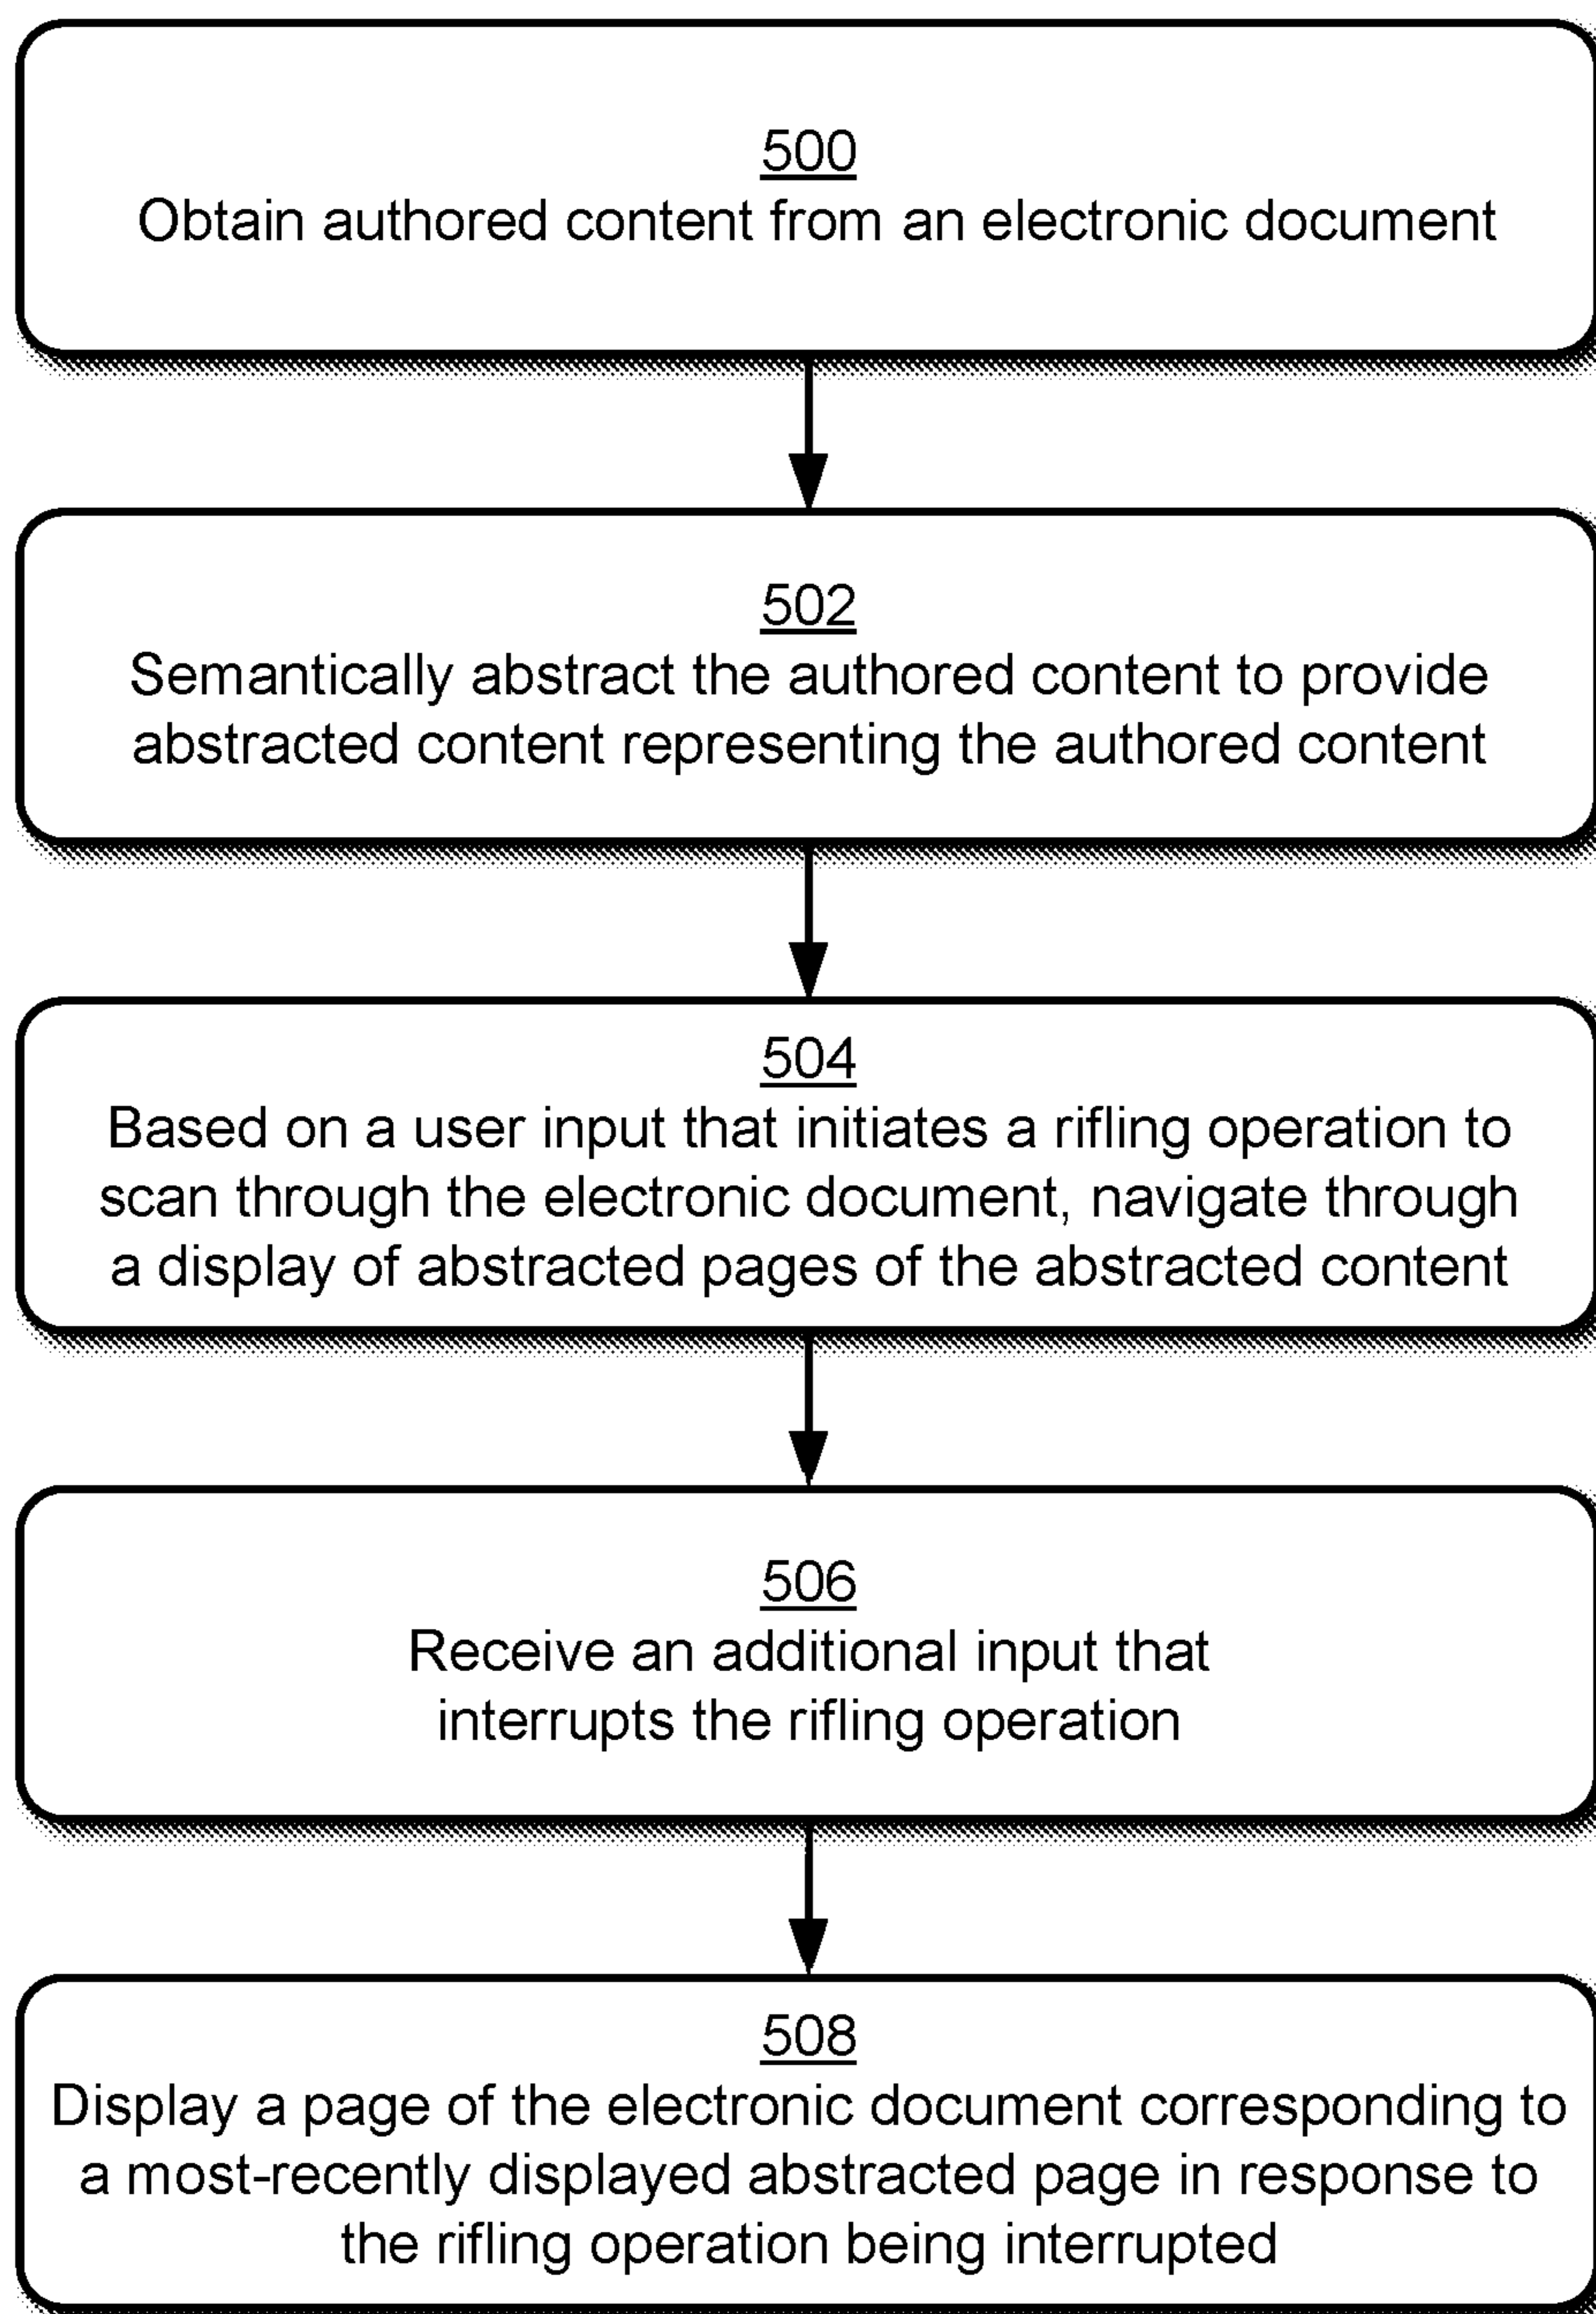 500
Obtain authored content from an electronic document
502
Semantically abstract the authored content to provide
abstracted content representing the authored content
504
Based on a user input that initiates a rifling operation to
scan through the electronic document, navigate through
a display of abstracted pages of the abstracted content
506
Receive an additional input that
interrupts the rifling operation
508
Display a page of the electronic document corresponding to
a most-recently displayed abstracted page in response to
the rifling operation being interrupted